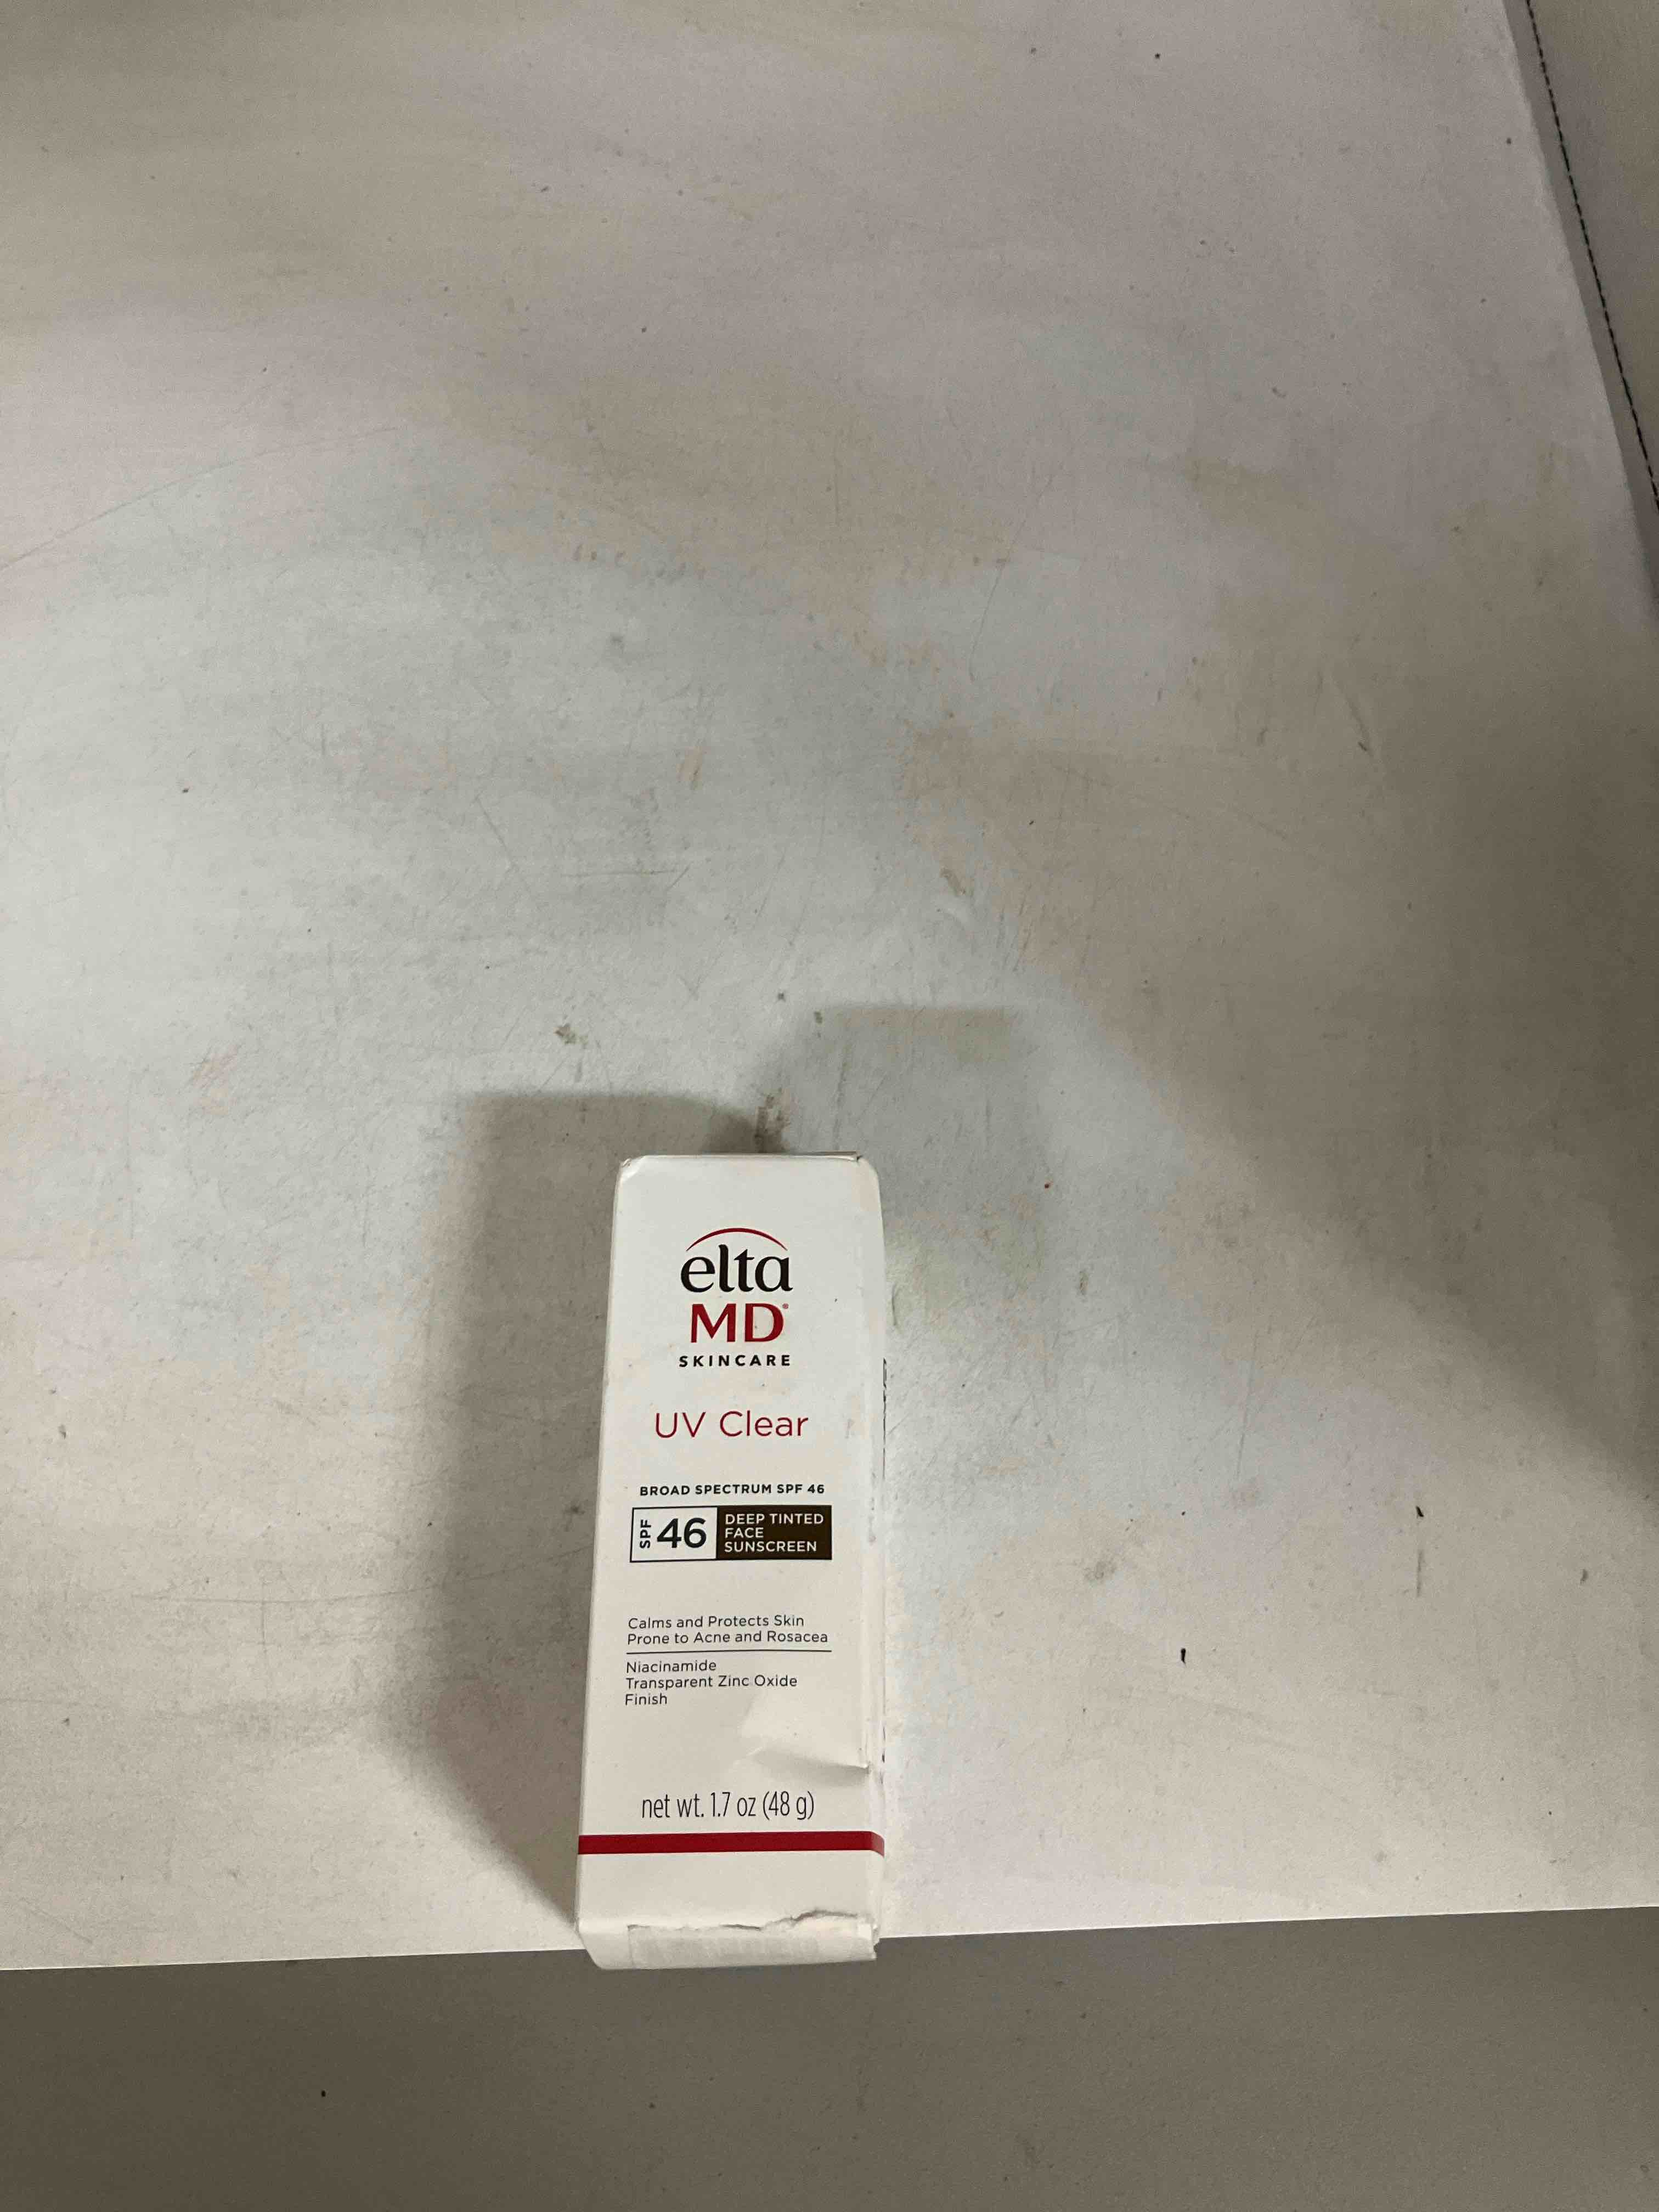 elta
MD®
SKINCARE
UV Clear
BROAD SPECTRUM SPF 46
SPF 46 DEEP TINTED
FACE
SUNSCREEN
Calms and Protects Skin
Prone to Acne and Rosacea
Niacinamide
Transparent Zinc Oxide
Finish
net wt. 1.7 oz (48 g)